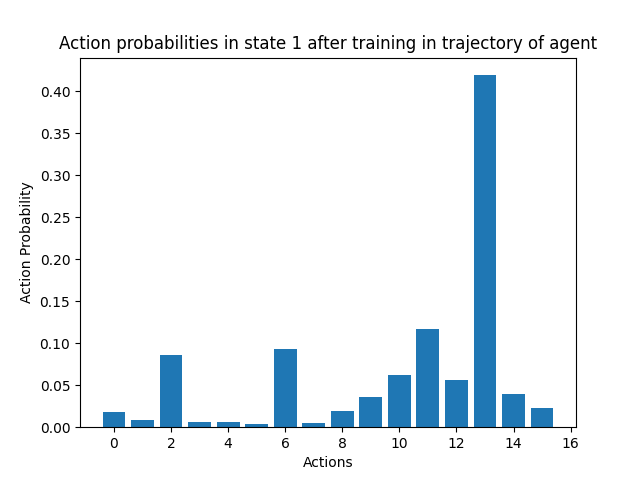 Action probabilities in state 1 after training in trajectory of agent
0.40
0.35
0.30
0.25
0.20
0.15
0.10
0.05
0.00
Action Probability
0 2 4 6 8 10 12 14 16
Actions